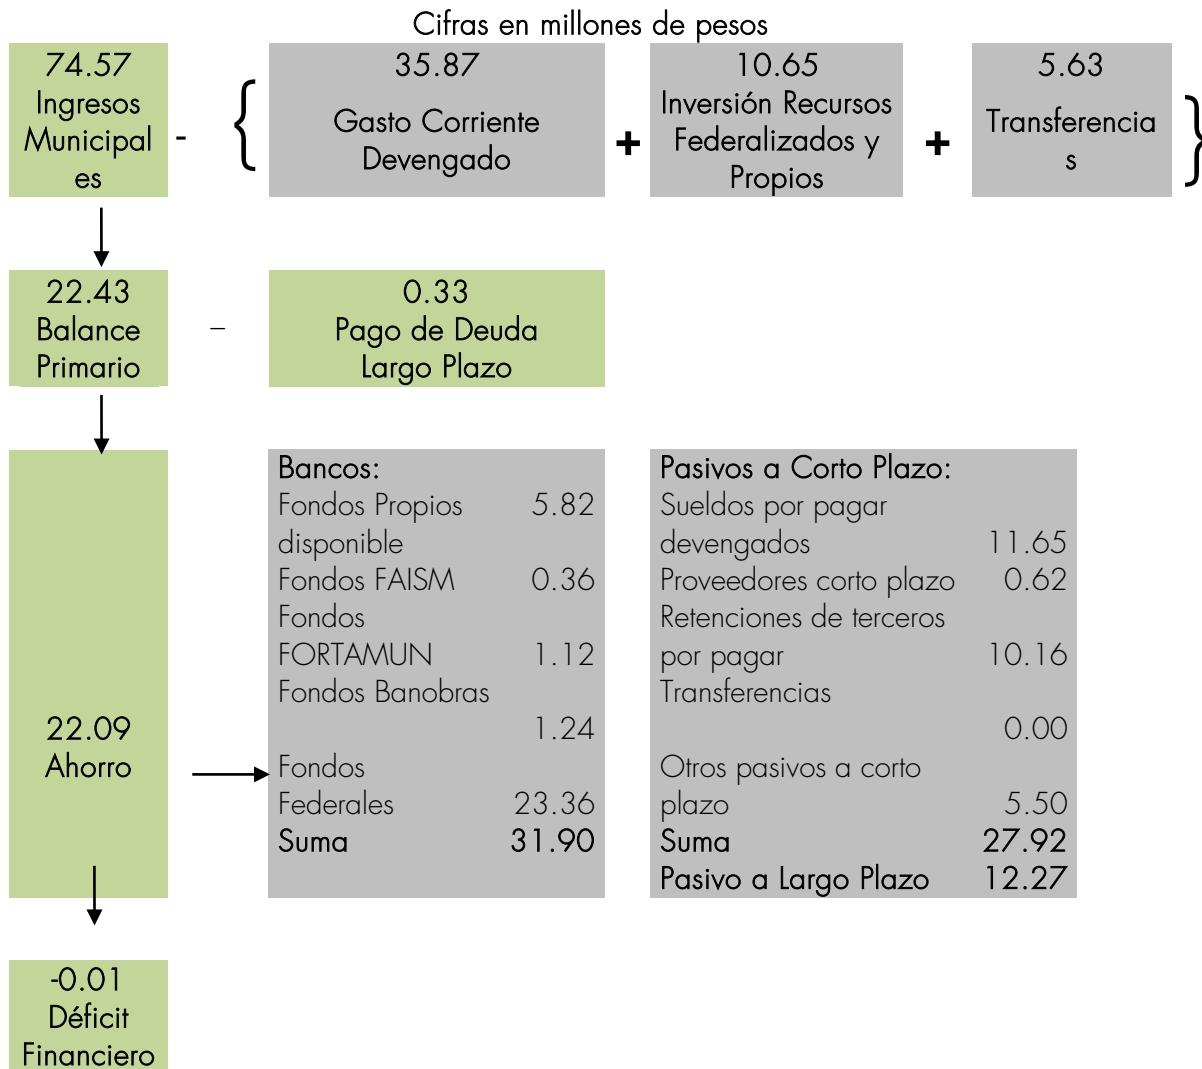 Cifras en millones de pesos
74.57
Ingresos
Municipal
es
-
{
35.87
Gasto Corriente
Devengado
+
10.65
Inversión Recursos
Federalizados y
Propios
+
5.63
Transferencia
s
}
22.43
Balance
Primario
–
0.33
Pago de Deuda
Largo Plazo
22.09
Ahorro
Bancos:
Fondos Propios 5.82
disponible
Fondos FAISM 0.36
Fondos
FORTAMUN 1.12
Fondos Banobras
1.24
Fondos
Federales 23.36
Suma 31.90
Pasivos a Corto Plazo:
Sueldos por pagar
devengados 11.65
Proveedores corto plazo 0.62
Retenciones de terceros
por pagar 10.16
Transferencias
0.00
Otros pasivos a corto
plazo 5.50
Suma 27.92
Pasivo a Largo Plazo 12.27
-0.01
Déficit
Financiero